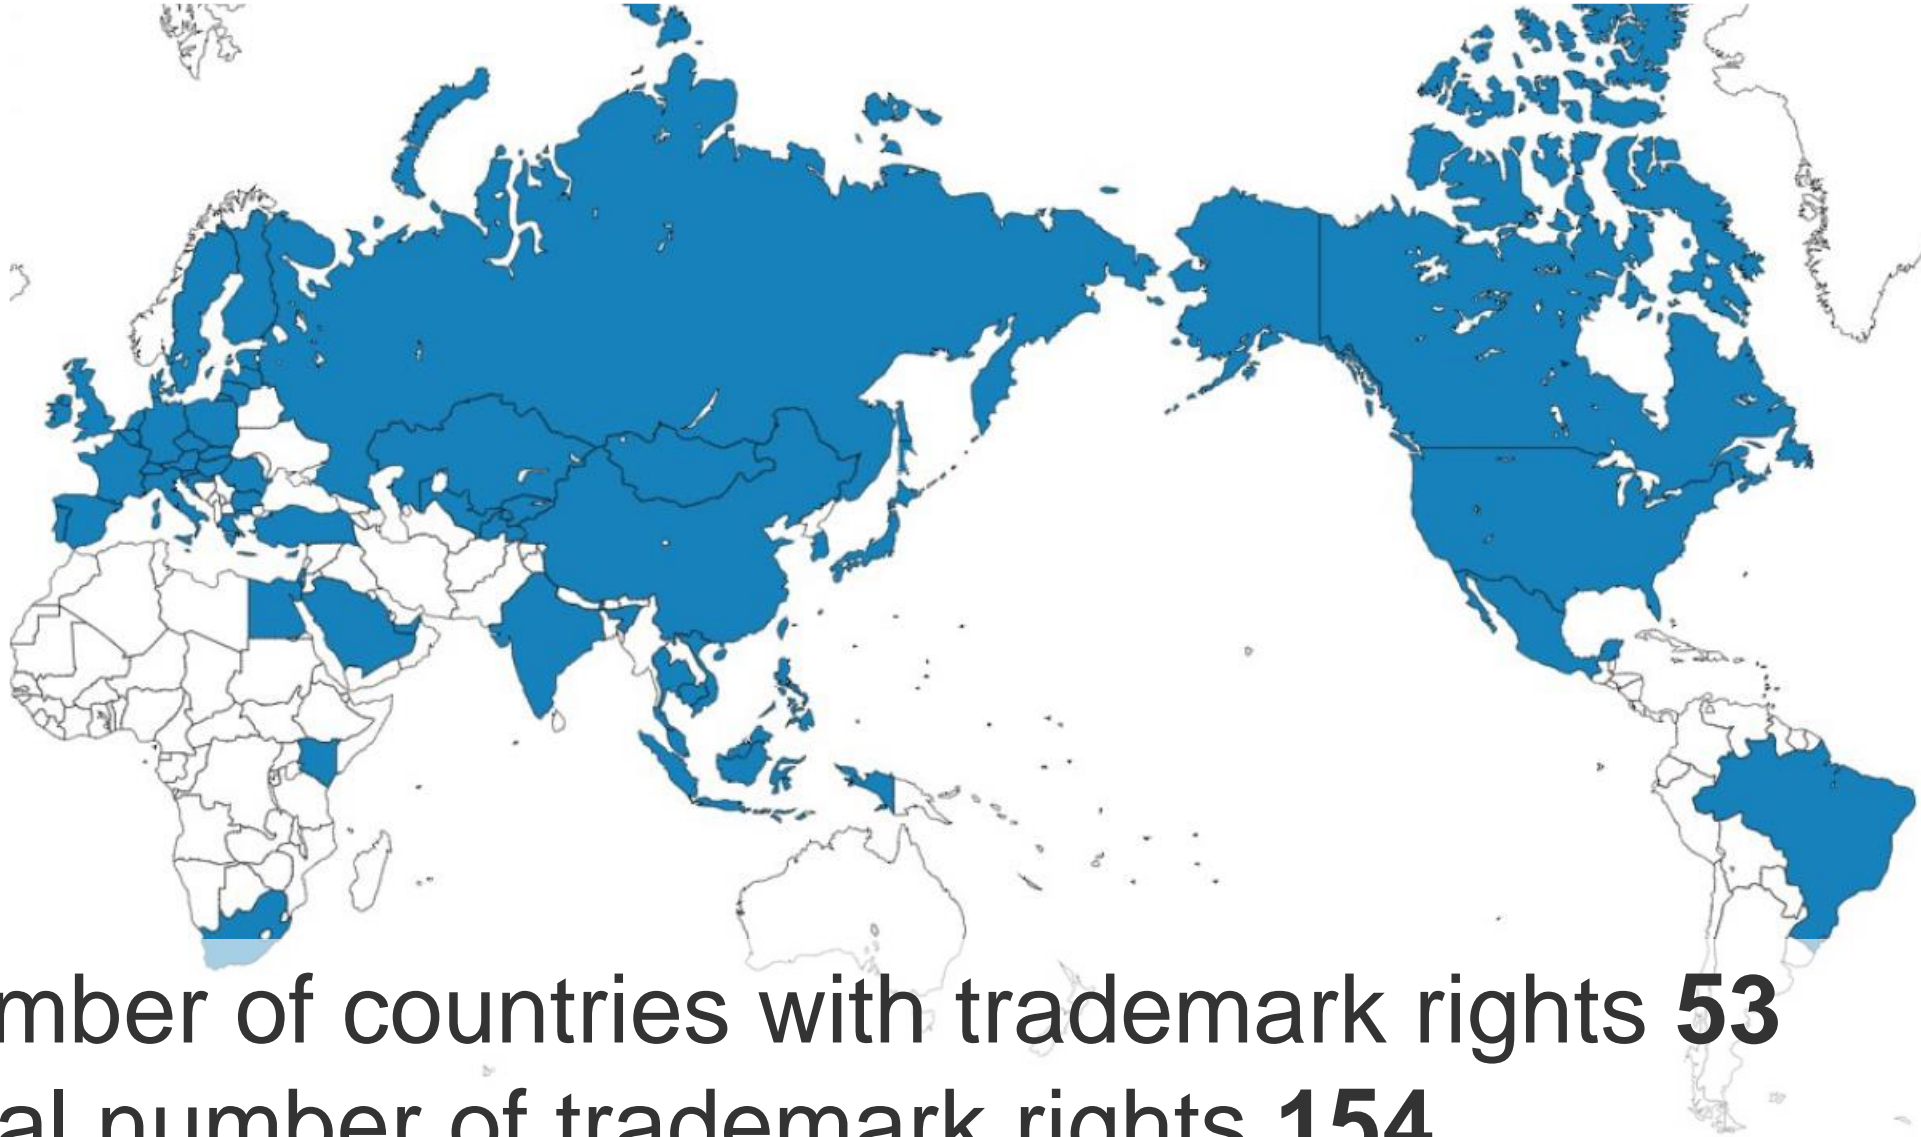 mber of countries with trademark rights 53
al number of trademark rights 154